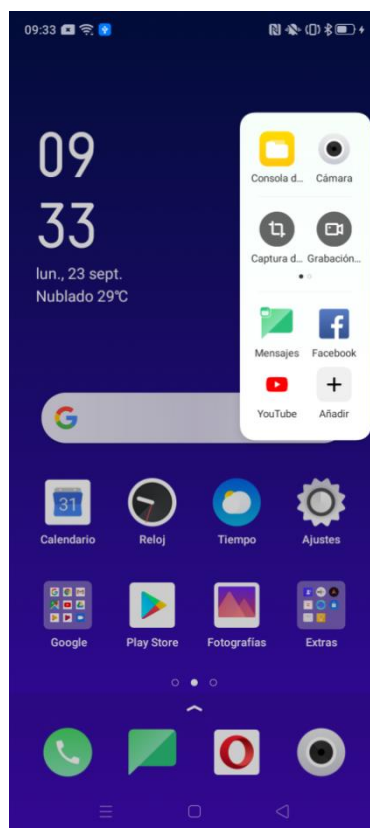 09:33
09
33
lun., 23 sept.
Nublado 29°C
Consola d... Cámara
Captura d... Grabación...
Mensajes Facebook
YouTube Añadir
Calendario Reloj Tiempo Ajustes
31
Google Play Store Fotografías Extras